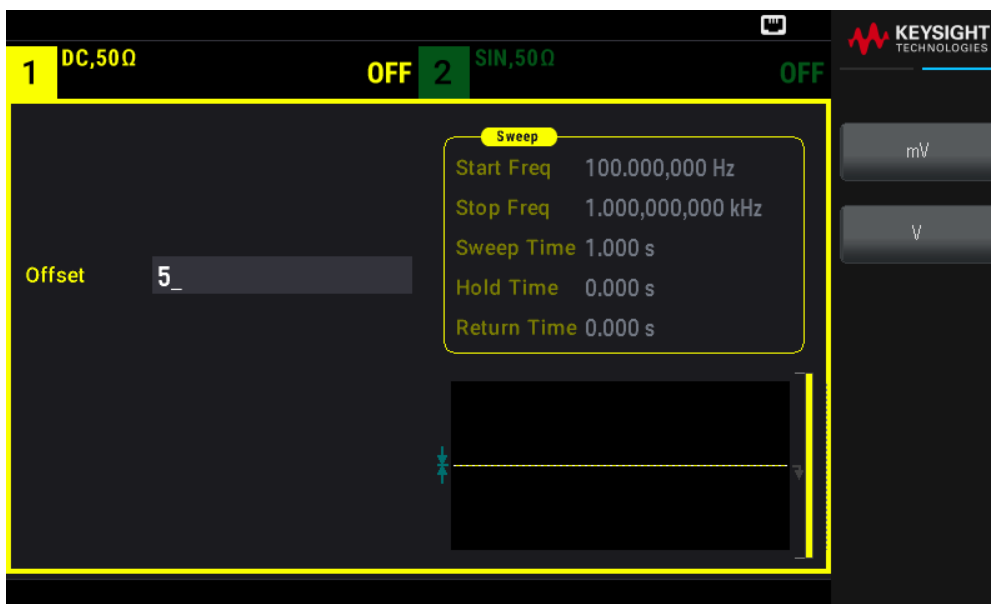 KEYSIGHT
TECHNOLOGIES
1 DC,50Ω OFF 2 SIN,50Ω OFF
Sweep
Start Freq 100.000,000 Hz
Stop Freq 1.000,000,000 kHz
Sweep Time 1.000 s
Hold Time 0.000 s
Return Time 0.000 s
Offset 5_
mV
V